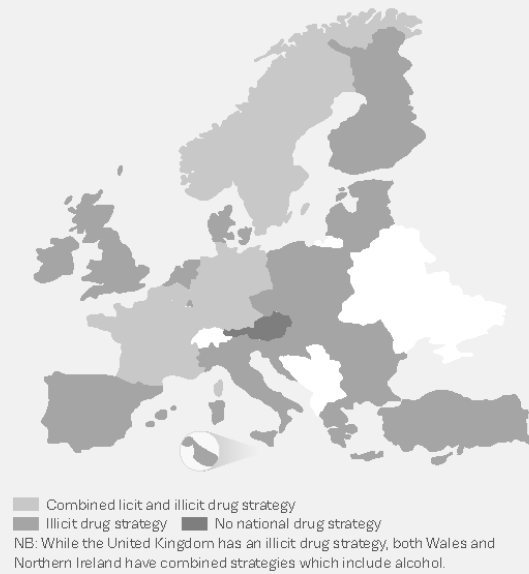 Combined licit and illicit drug strategy
Illicit drug strategy No national drug strategy
NB: While the United Kingdom has an illicit drug strategy, both Wales and
Northern Ireland have combined strategies which include alcohol.